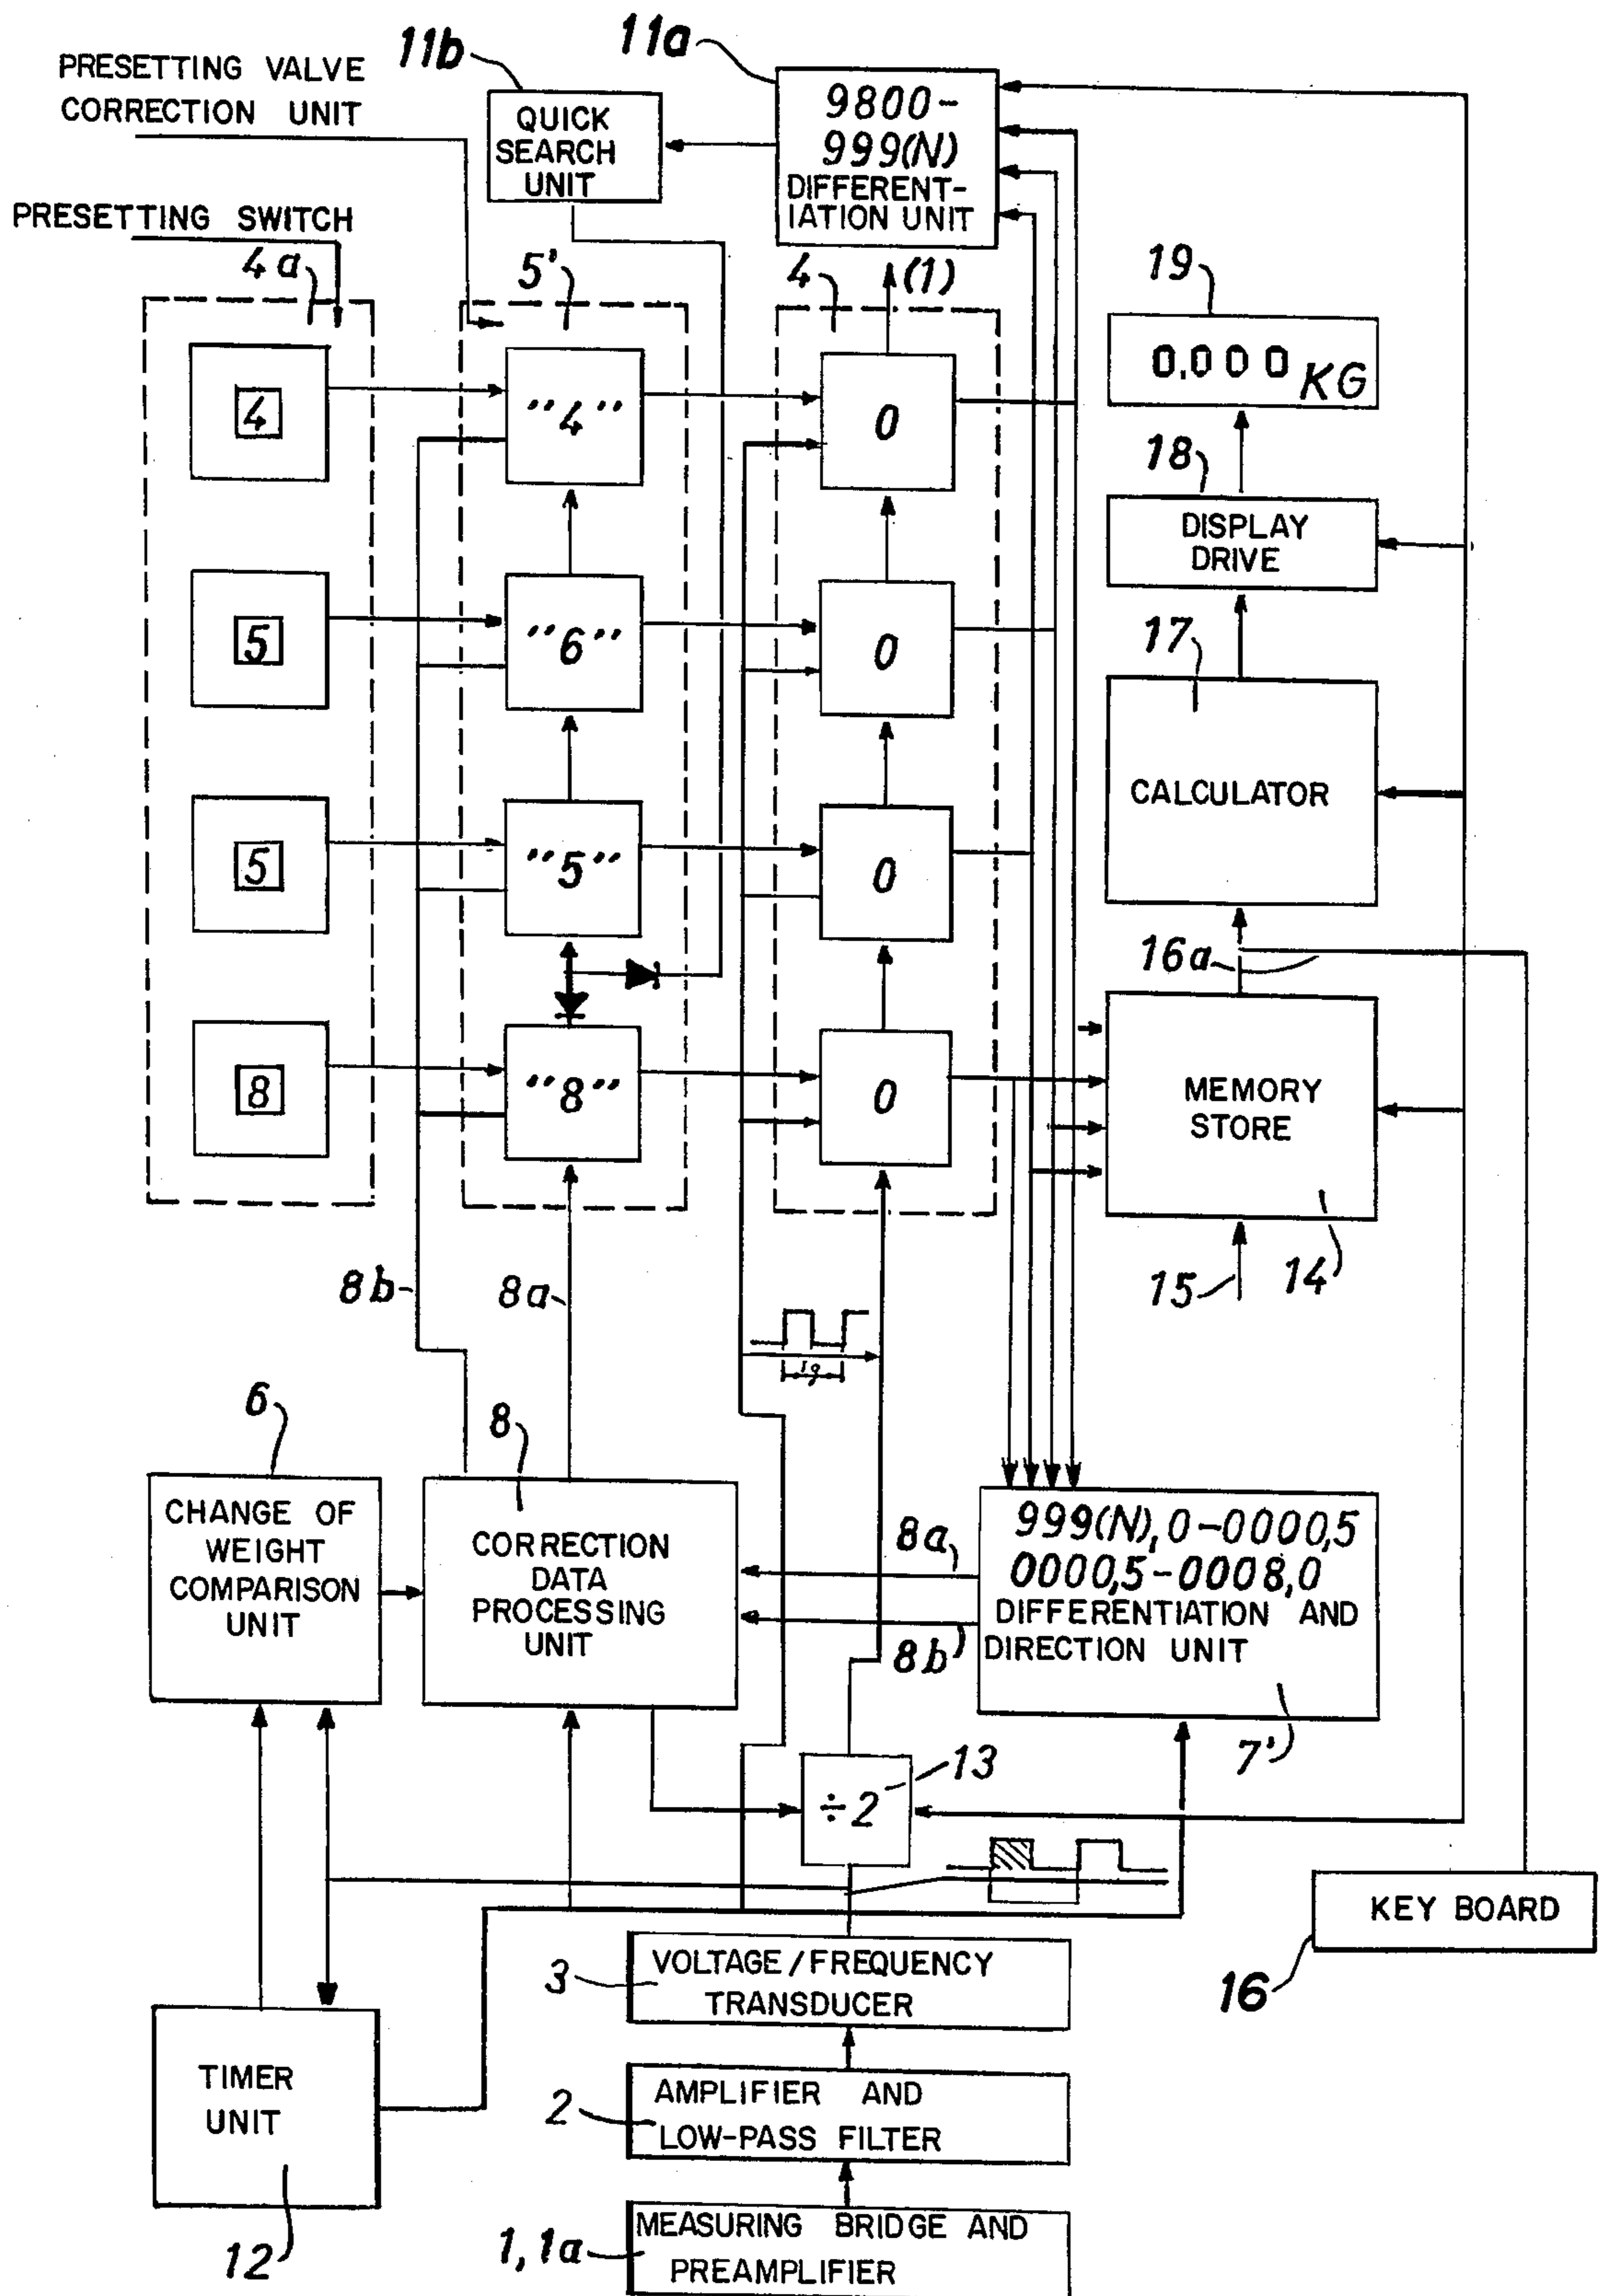 11b
11a
PRESETTING VALVE
CORRECTION UNIT
QUICK
SEARCH
UNIT
9800-
999(N)
DIFFERENT-
IATION UNIT
PRESETTING SWITCH
4a
5'
4
(1)
19
0.000 KG
4
"4"
0
18
DISPLAY
DRIVE
5
"6"
0
17
CALCULATOR
5
"5"
0
16a
8
"8"
0
MEMORY
STORE
8b
8a
15
14
1g
6
8
CHANGE OF
WEIGHT
COMPARISON
UNIT
CORRECTION
DATA
PROCESSING
UNIT
8a
8b
999(N),0-0000,5
0000,5-0008,0
DIFFERENTIATION AND
DIRECTION UNIT
7'
÷2
13
KEY BOARD
16
3
VOLTAGE/FREQUENCY
TRANSDUCER
TIMER
UNIT
12
2
AMPLIFIER AND
LOW-PASS FILTER
1,1a
MEASURING BRIDGE AND
PREAMPLIFIER